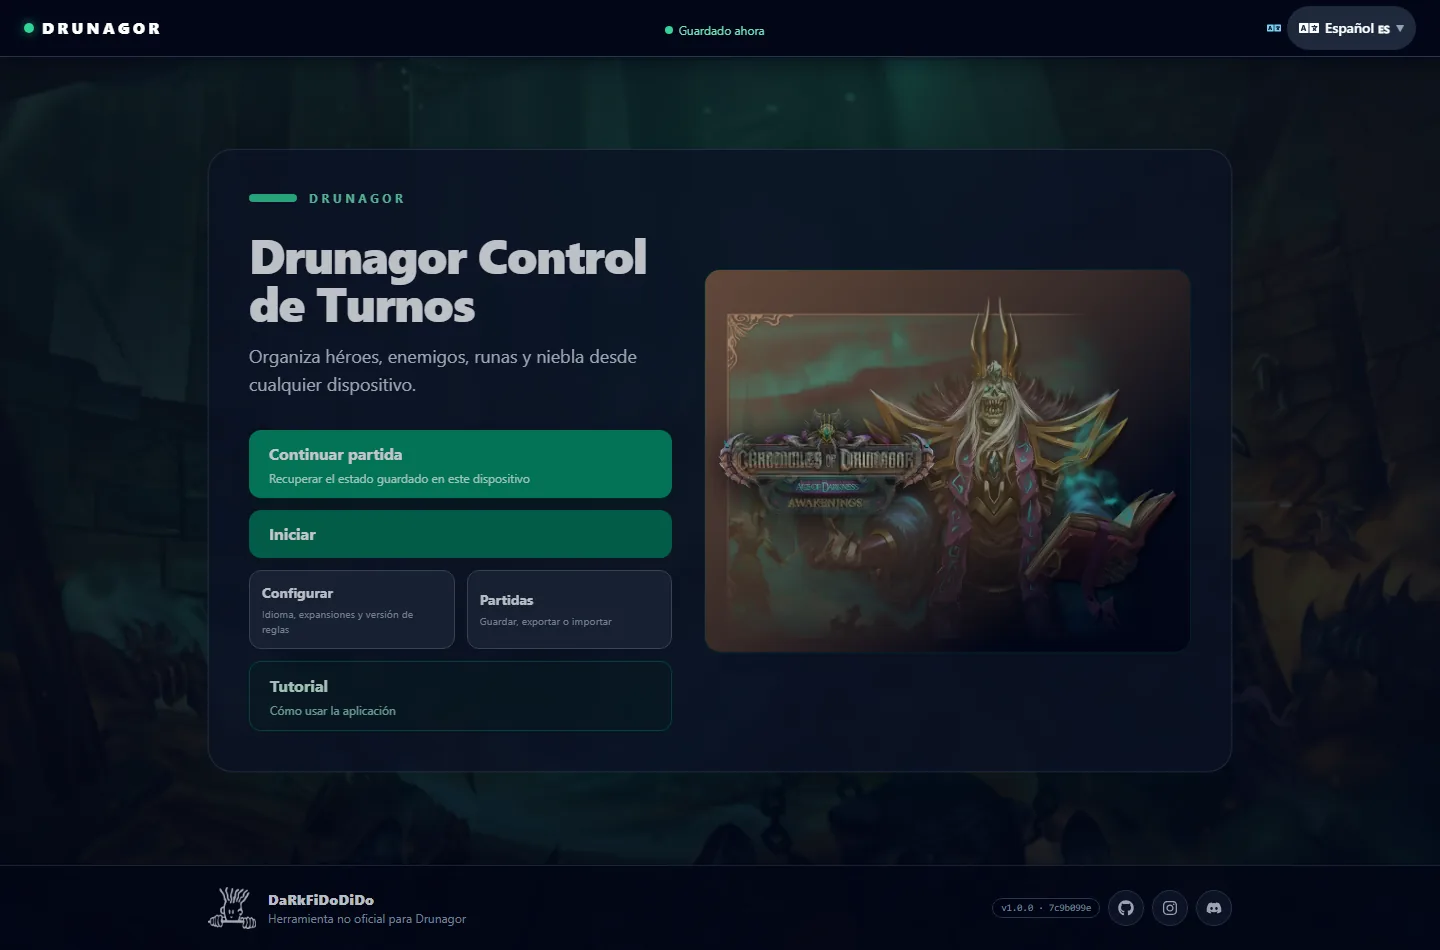 DRUNAGOR
Guardado ahora
Español ES
DRUNAGOR
Drunagor Control
de Turnos
Organiza héroes, enemigos, runas y niebla desde
cualquier dispositivo.
Continuar partida
Recuperar el estado guardado en este dispositivo
Iniciar
Configurar
Idioma, expansiones y versión de
reglas
Partidas
Guardar, exportar o importar
Tutorial
Cómo usar la aplicación
CHRONICLES OF DRUNAGOR
AGE OF DARKNESS
AWAKENINGS
DaRkFiDoDiDo
Herramienta no oficial para Drunagor
v1.0.0 · 7c9b099e